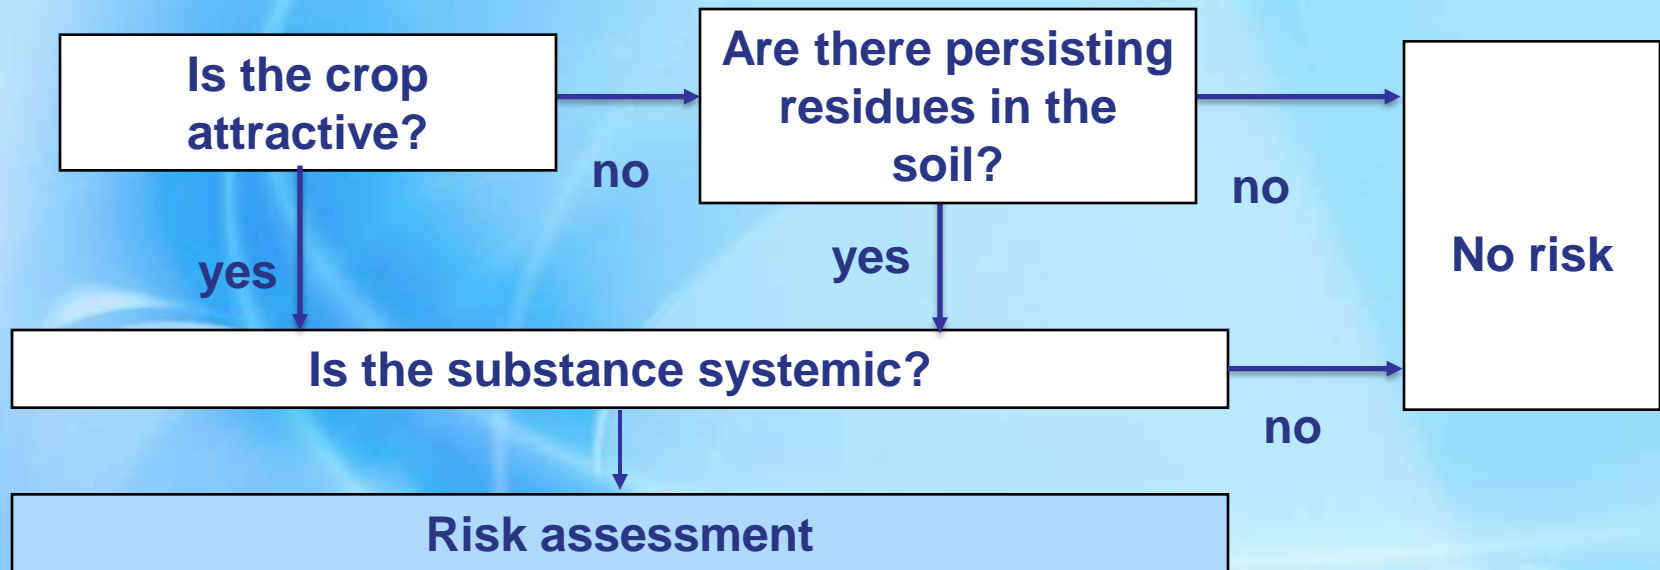 Is the crop
attractive?
no
Are there persisting
residues in the
soil?
no
No risk
yes
yes
Is the substance systemic?
no
Risk assessment